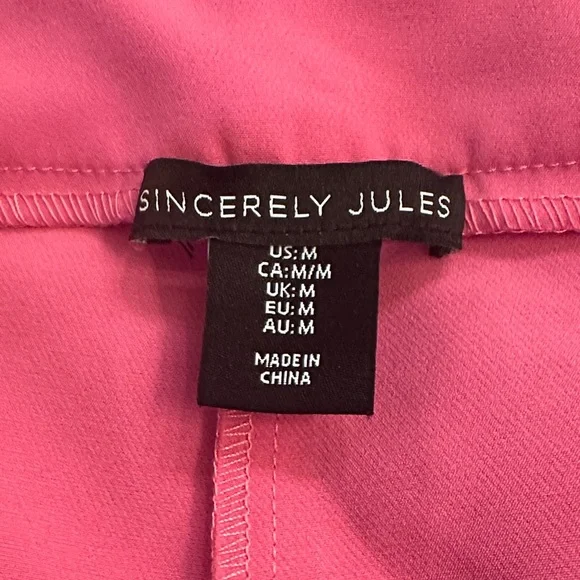 SINCERELY JULES
US: M
CA: M/M
UK: M
EU: M
AU: M
MADE IN
CHINA